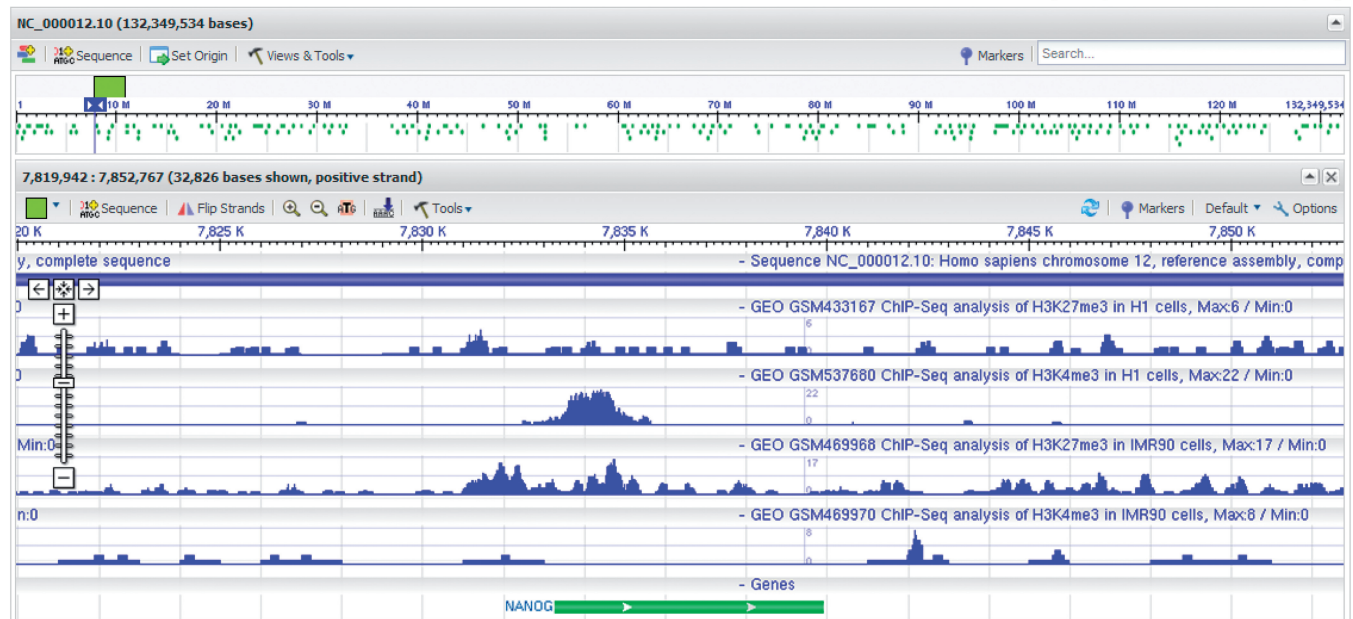 NC_000012.10 (132,349,534 bases)
Sequence Set Origin Views & Tools Markers Search...
1 10 M 20 M 30 M 40 M 50 M 60 M 70 M 80 M 90 M 100 M 110 M 120 M 132,349,534
7,819,942 : 7,852,767 (32,826 bases shown, positive strand)
Sequence Flip Strands ATG Tools Markers Default Options
20 K 7,825 K 7,830 K 7,835 K 7,840 K 7,845 K 7,850 K
y, complete sequence - Sequence NC_000012.10: Homo sapiens chromosome 12, reference assembly, comp
0 - GEO GSM433167 ChIP-Seq analysis of H3K27me3 in H1 cells, Max:6 / Min:0
6
0
0 - GEO GSM537680 ChIP-Seq analysis of H3K4me3 in H1 cells, Max:22 / Min:0
22
0
Min:0 - GEO GSM469968 ChIP-Seq analysis of H3K27me3 in IMR90 cells, Max:17 / Min:0
17
0
n:0 - GEO GSM469970 ChIP-Seq analysis of H3K4me3 in IMR90 cells, Max:8 / Min:0
8
0
- Genes
NANOG